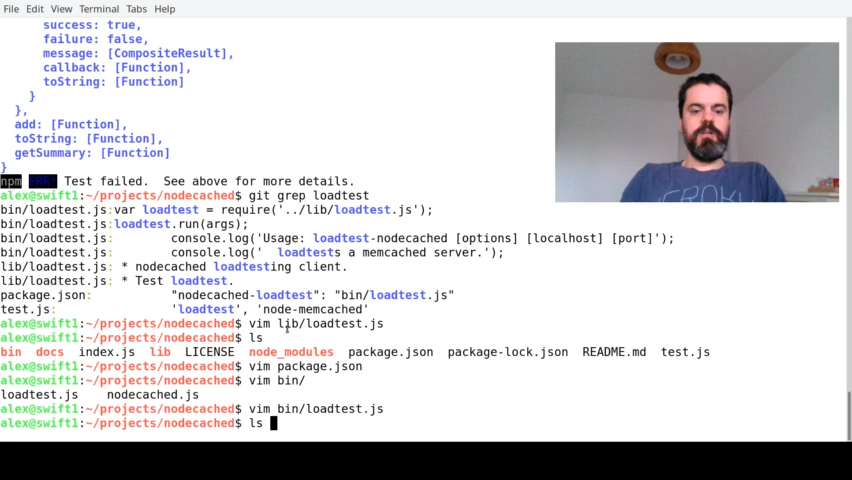 File Edit View Terminal Tabs Help
success: true,
failure: false,
message: [CompositeResult],
callback: [Function],
toString: [Function]
}
},
add: [Function],
toString: [Function],
getSummary: [Function]
}
npm ERR! Test failed.  See above for more details.
alex@swift1:~/projects/nodecached$ git grep loadtest
bin/loadtest.js:var loadtest = require('../lib/loadtest.js');
bin/loadtest.js:loadtest.run(args);
bin/loadtest.js:        console.log('Usage: loadtest-nodecached [options] [localhost] [port]');
bin/loadtest.js:        console.log('  loadtests a memcached server.');
lib/loadtest.js: * nodecached loadtesting client.
lib/loadtest.js: * Test loadtest.
package.json:           "nodecached-loadtest": "bin/loadtest.js"
test.js:        'loadtest', 'node-memcached'
alex@swift1:~/projects/nodecached$ vim lib/loadtest.js
alex@swift1:~/projects/nodecached$ ls
bin  docs  index.js  lib  LICENSE  node_modules  package.json  package-lock.json  README.md  test.js
alex@swift1:~/projects/nodecached$ vim package.json
alex@swift1:~/projects/nodecached$ vim bin/
loadtest.js    nodecached.js
alex@swift1:~/projects/nodecached$ vim bin/loadtest.js
alex@swift1:~/projects/nodecached$ ls